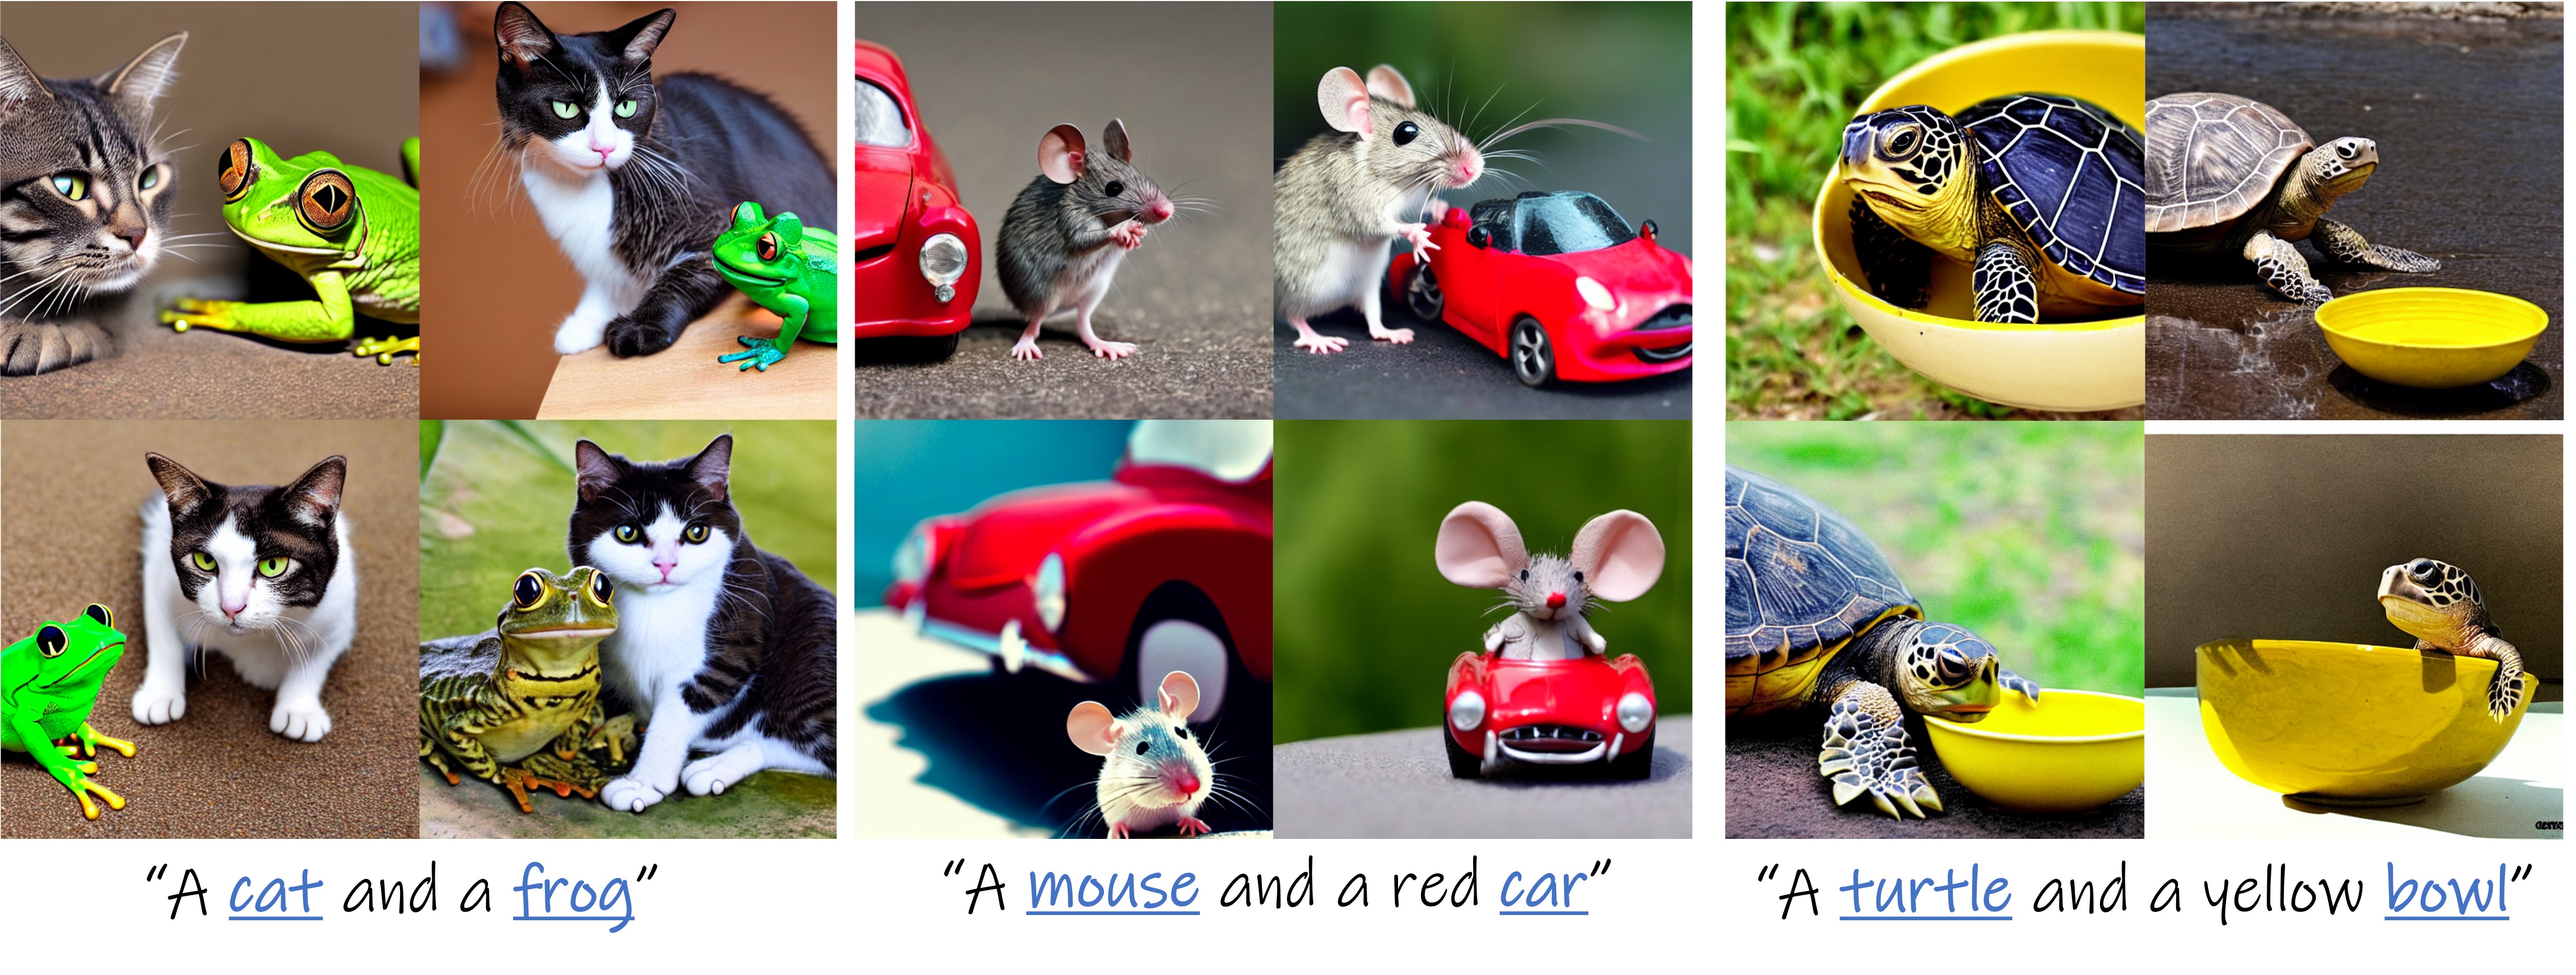 “A cat and a frog”
“A mouse and a red car”
“A turtle and a yellow bowl”